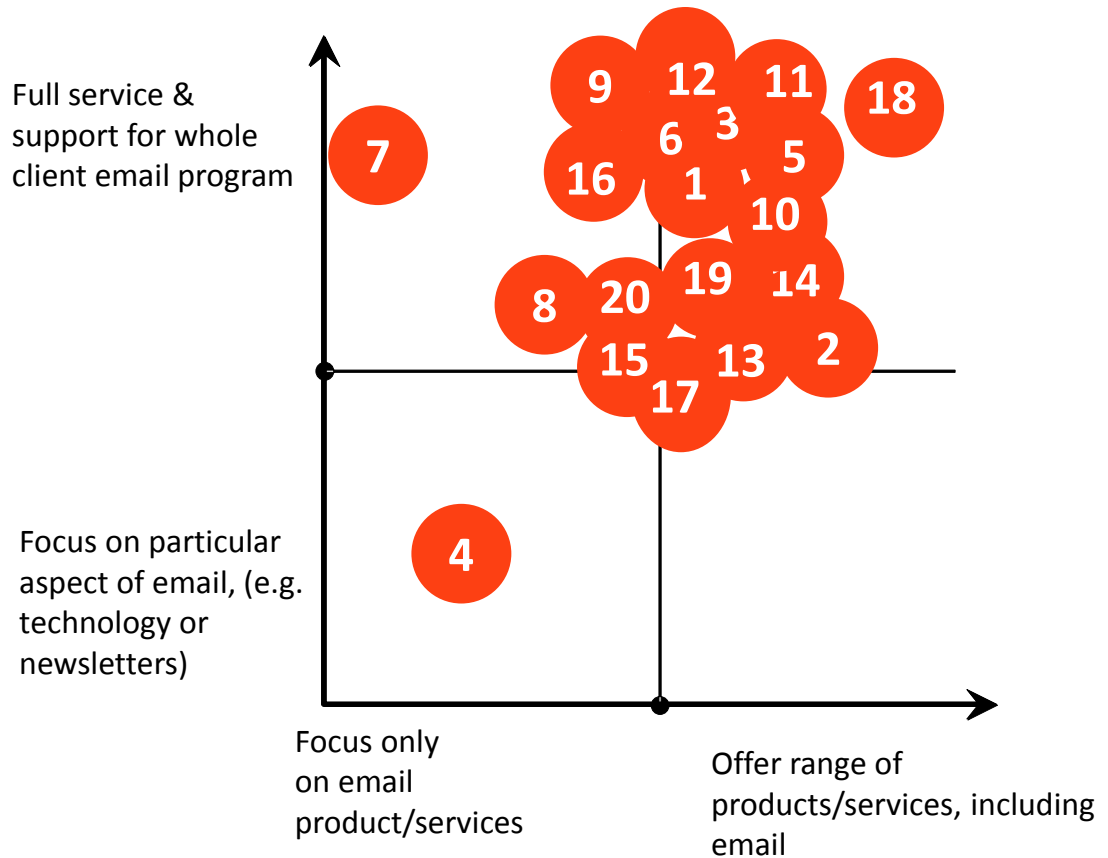 Full service &
support for whole
client email program
9
12
11
18
7
6
3
5
16
1
10
8
20
19
14
15
13
2
17
4
Focus on particular
aspect of email, (e.g.
technology or
newsletters)
Focus only
on email
product/services
Offer range of
products/services, including
email